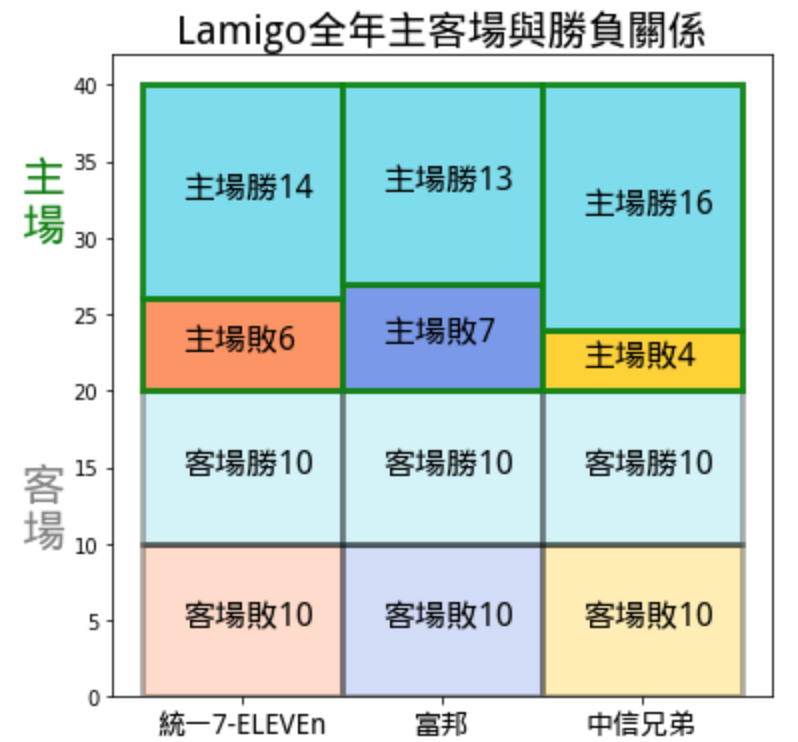 Lamigo全年主客場與勝負關係
40
35
30
25
20
15
10
5
0
主場
客場
主場勝14
主場勝13
主場勝16
主場敗6
主場敗7
主場敗4
客場勝10
客場勝10
客場勝10
客場敗10
客場敗10
客場敗10
統一7-ELEVEn
富邦
中信兄弟